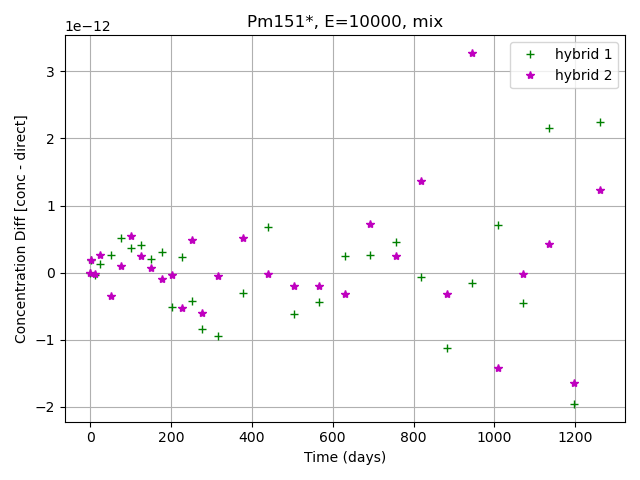 Pm151*, E=10000, mix
1e−12
hybrid 1
hybrid 2
Concentration Diff [conc - direct]
3
2
1
0
−1
−2
0 200 400 600 800 1000 1200
Time (days)